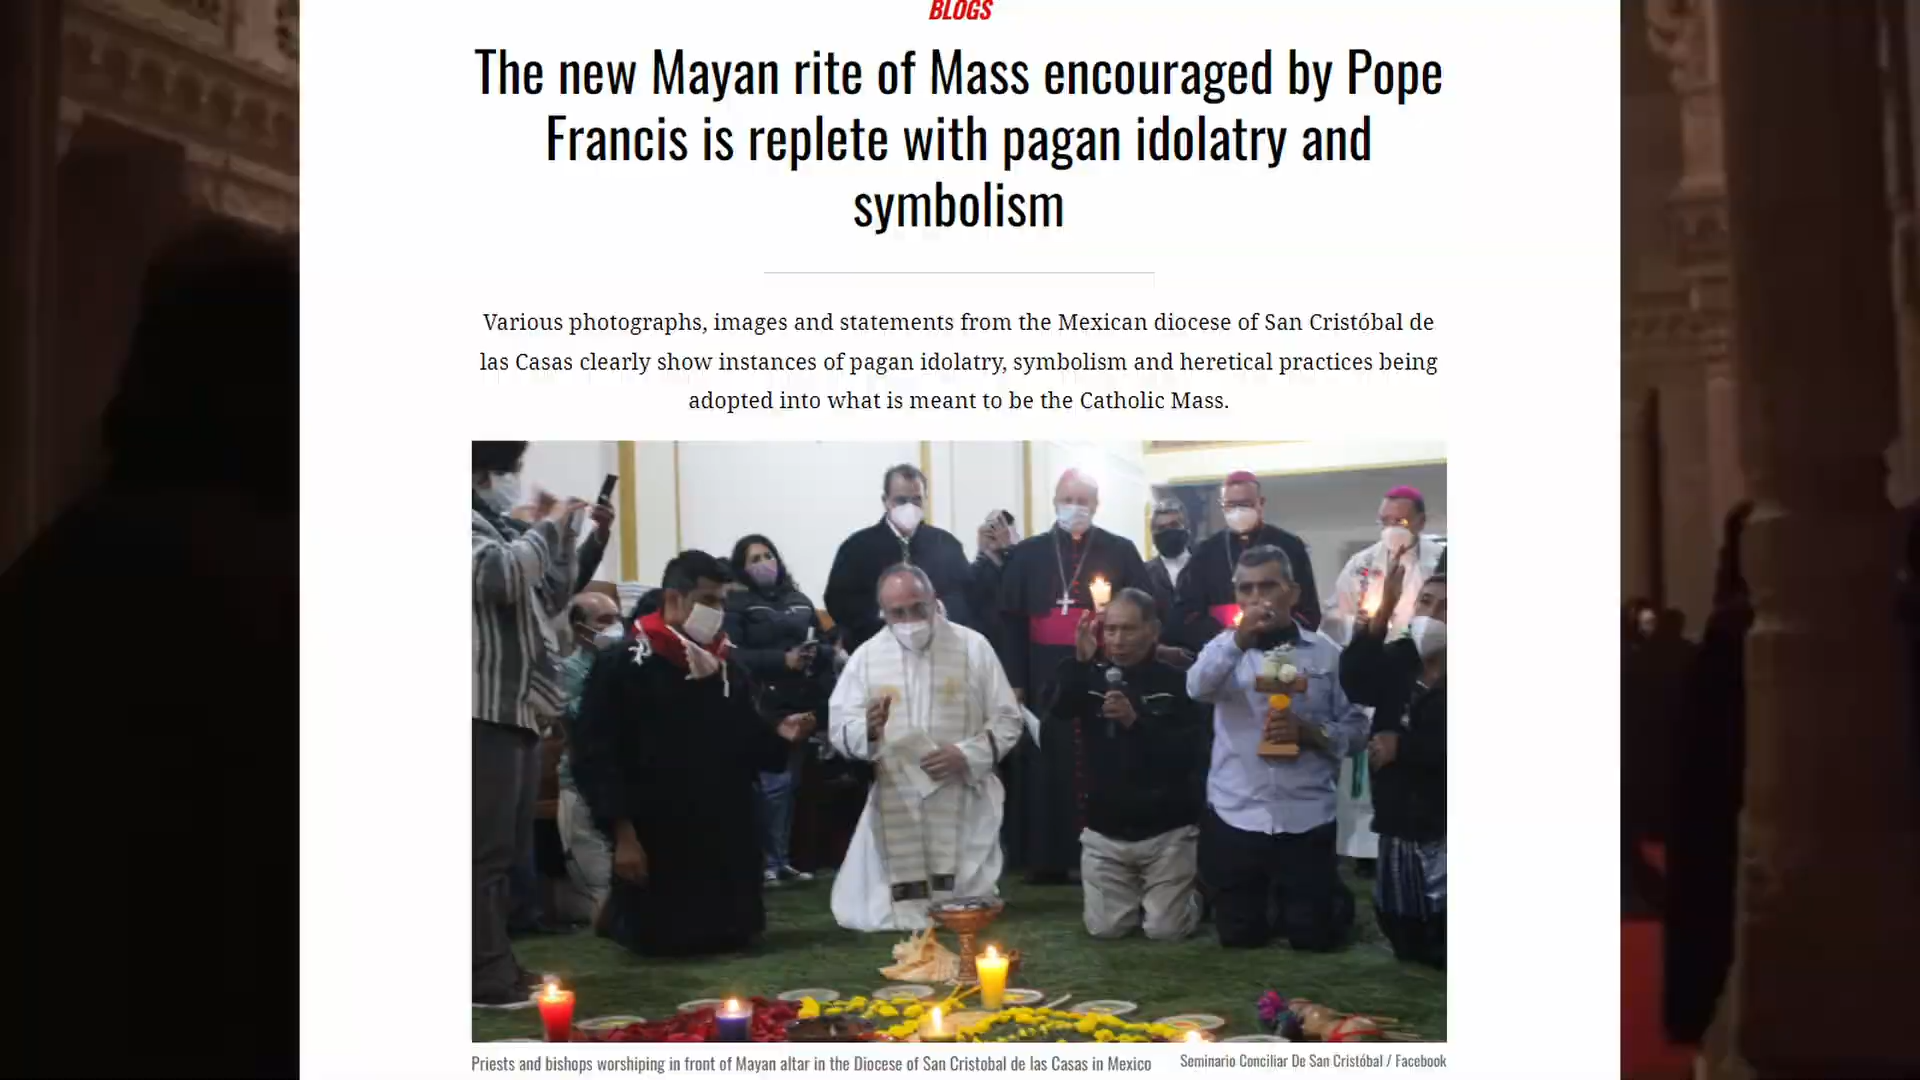 BLOGS
The new Mayan rite of Mass encouraged by Pope
Francis is replete with pagan idolatry and
symbolism
Various photographs, images and statements from the Mexican diocese of San Cristóbal de
las Casas clearly show instances of pagan idolatry, symbolism and heretical practices being
adopted into what is meant to be the Catholic Mass.
Priests and bishops worshiping in front of Mayan altar in the Diocese of San Cristobal de las Casas in Mexico
Seminario Conciliar De San Cristóbal / Facebook